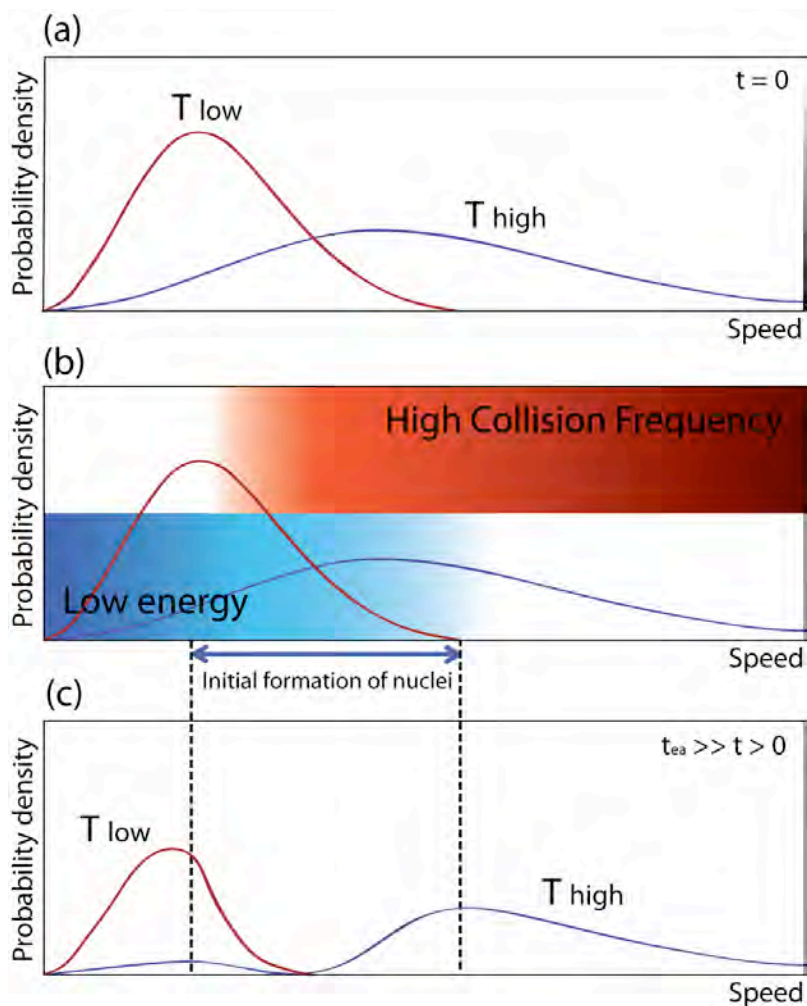 (a)
Probability density
T low
T high
t = 0
Speed
(b)
Probability density
High Collision Frequency
Low energy
Speed
Initial formation of nuclei
(c)
Probability density
tea >> t > 0
T low
T high
Speed